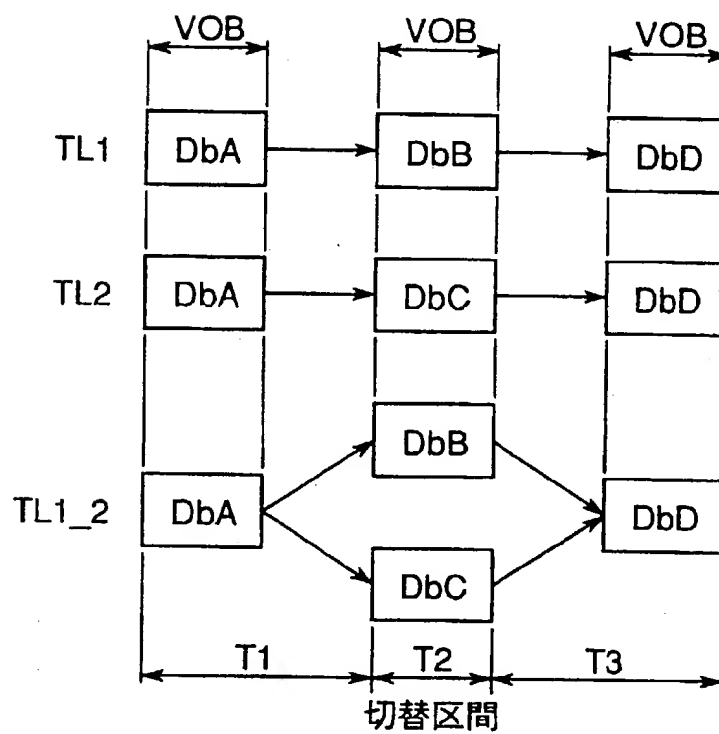 VOB VOB VOB
TL1 DbA DbB DbD
TL2 DbA DbC DbD
DbB
TL1_2 DbA DbD
DbC
T1 T2 T3
切替区間